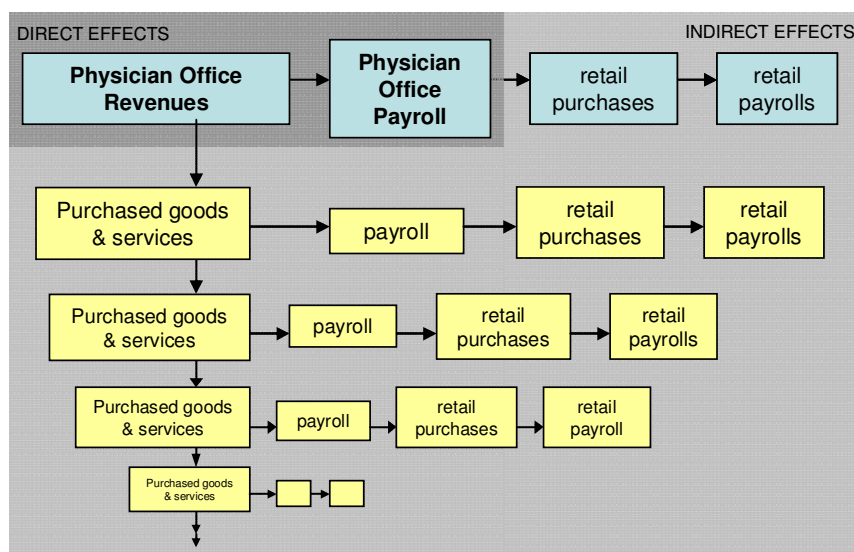 DIRECT EFFECTS
INDIRECT EFFECTS
Physician Office
Revenues
Physician
Office
Payroll
retail
purchases
retail
payrolls
Purchased goods
& services
payroll
retail
purchases
retail
payrolls
Purchased goods
& services
payroll
retail
purchases
retail
payrolls
Purchased goods
& services
payroll
retail
purchases
retail
payroll
Purchased goods
& services